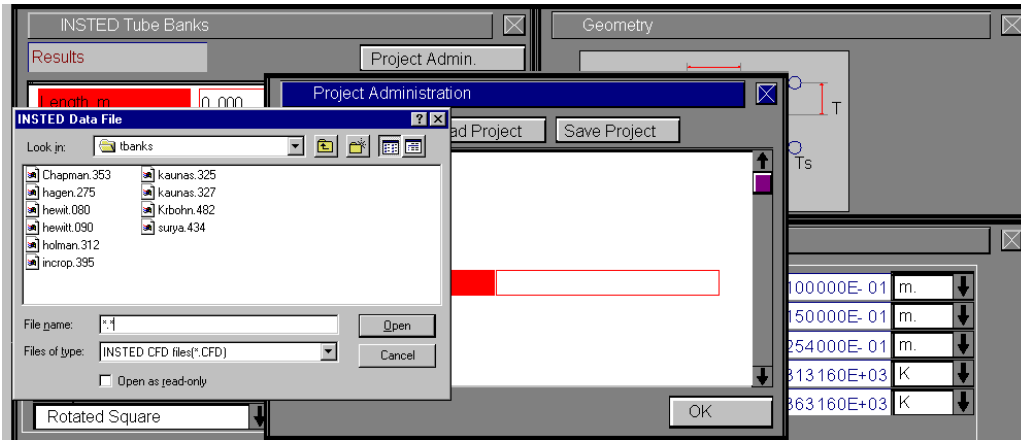 INSTED Tube Banks
Geometry
Results
Project Admin.
Project Administration
Length m
0.000
T
INSTED Data File
ad Project
Save Project
Look in:
tbanks
Ts
Chapman.353
kaunas.325
hagen.275
kaunas.327
hewit.080
Krbohn.482
hewitt.090
surya.434
holman.312
incrop.395
100000E-01 m.
150000E-01 m.
254000E-01 m.
313160E+03 K
363160E+03 K
File name:
*.*
Open
Files of type:
INSTED CFD files(*.CFD)
Cancel
Open as read-only
Rotated Square
OK